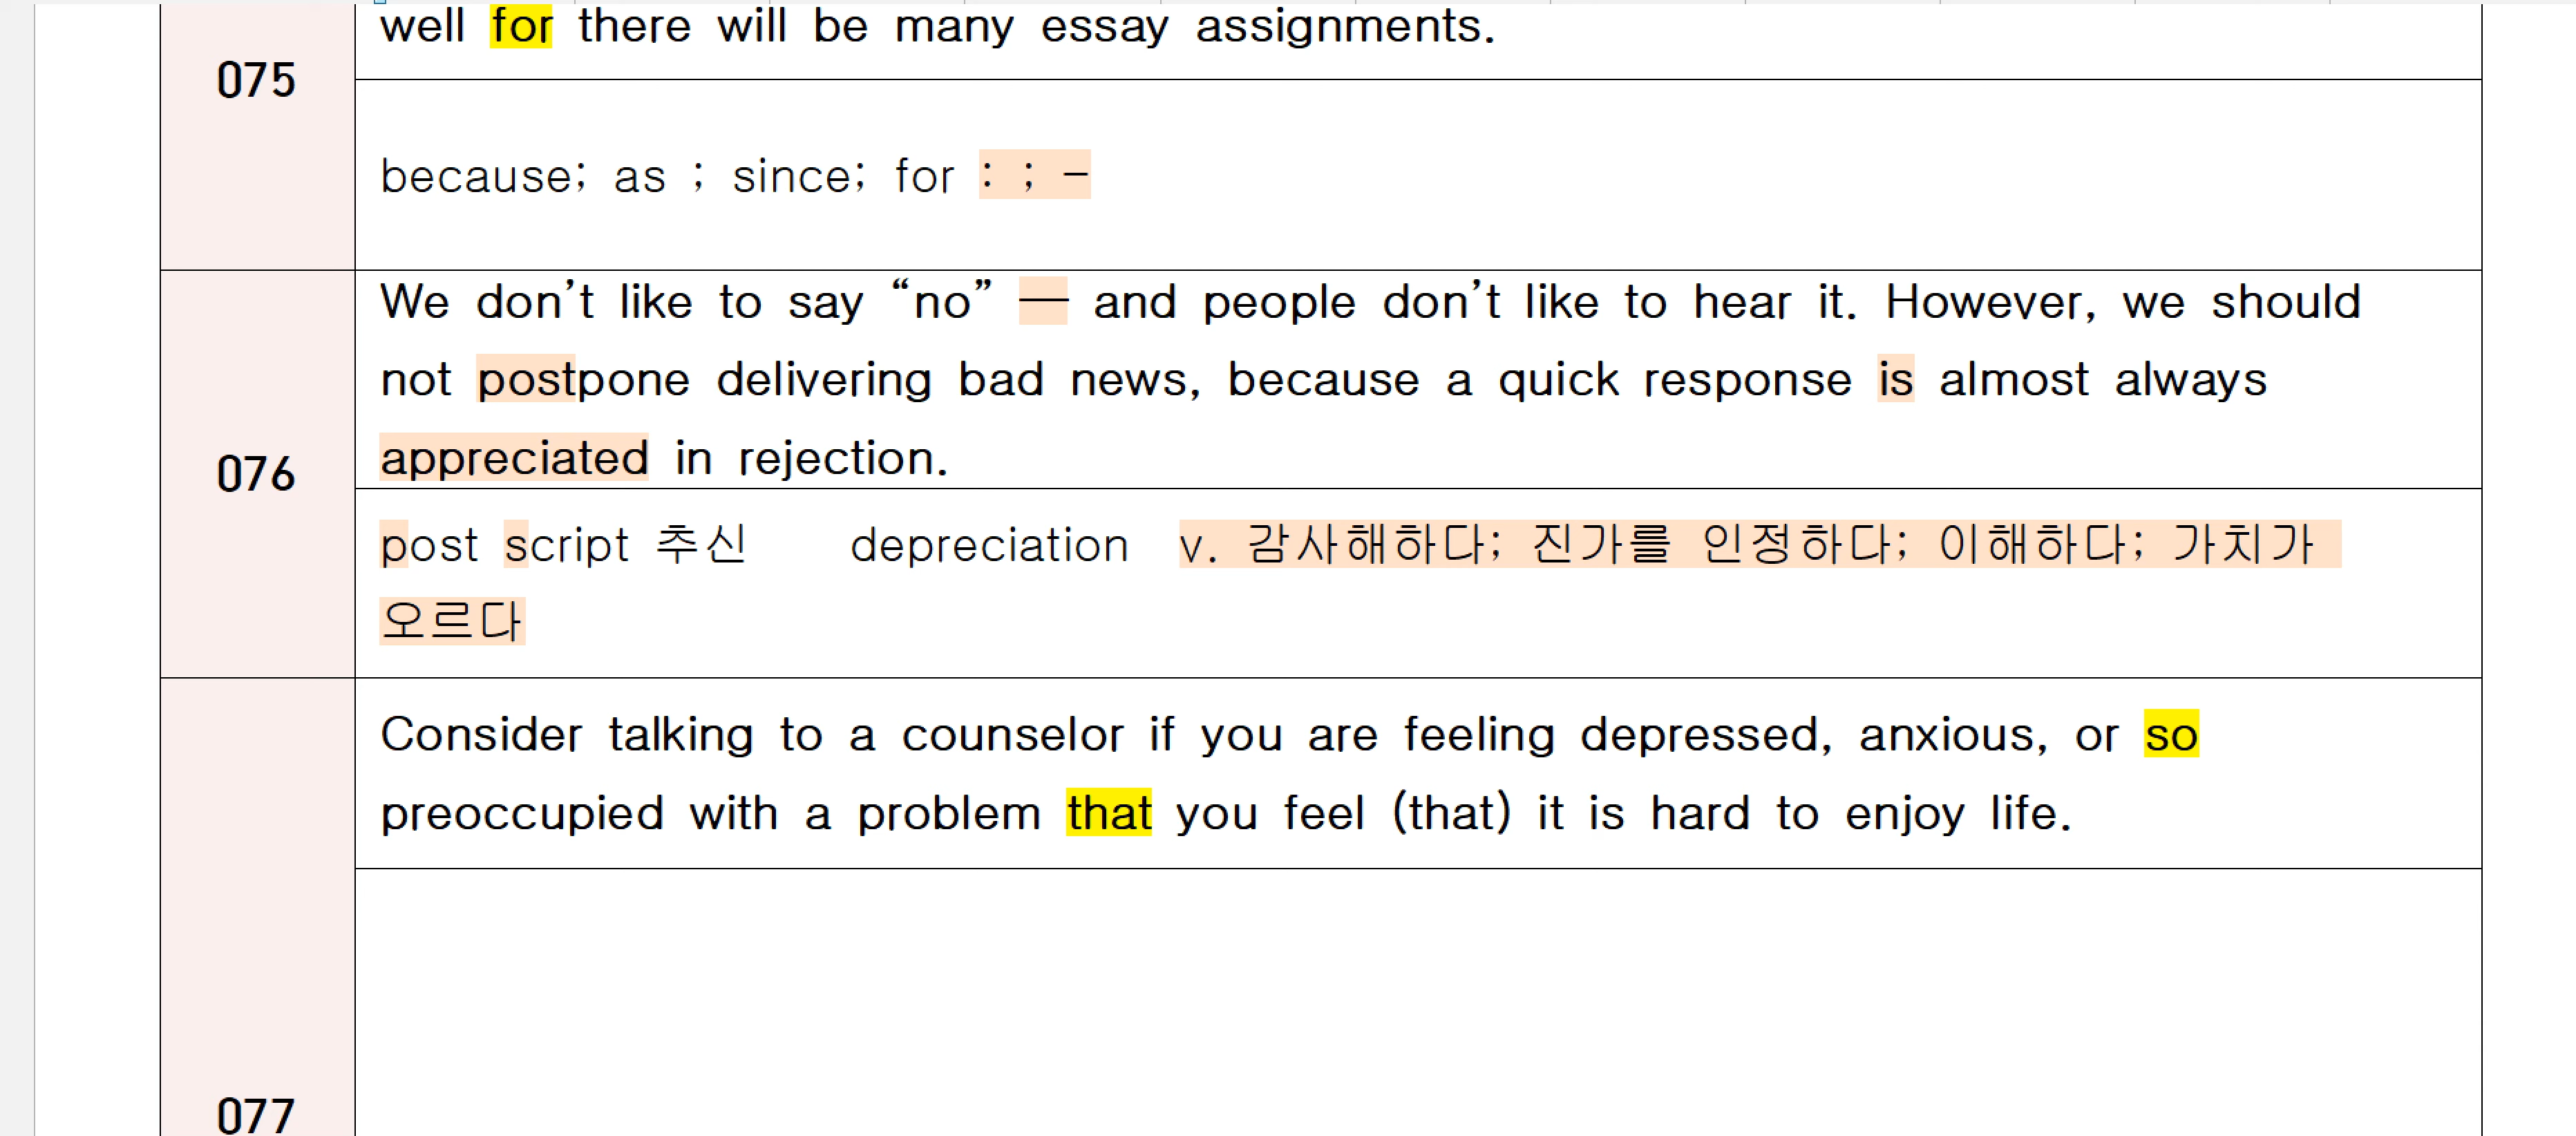 well for there will be many essay assignments.
075
because; as ; since; for : ; -
We don’t like to say “no” — and people don’t like to hear it. However, we should
not postpone delivering bad news, because a quick response is almost always
appreciated in rejection.
076
post script 추신 depreciation v. 감사해하다; 진가를 인정하다; 이해하다; 가치가
오르다
Consider talking to a counselor if you are feeling depressed, anxious, or so
preoccupied with a problem that you feel (that) it is hard to enjoy life.
077